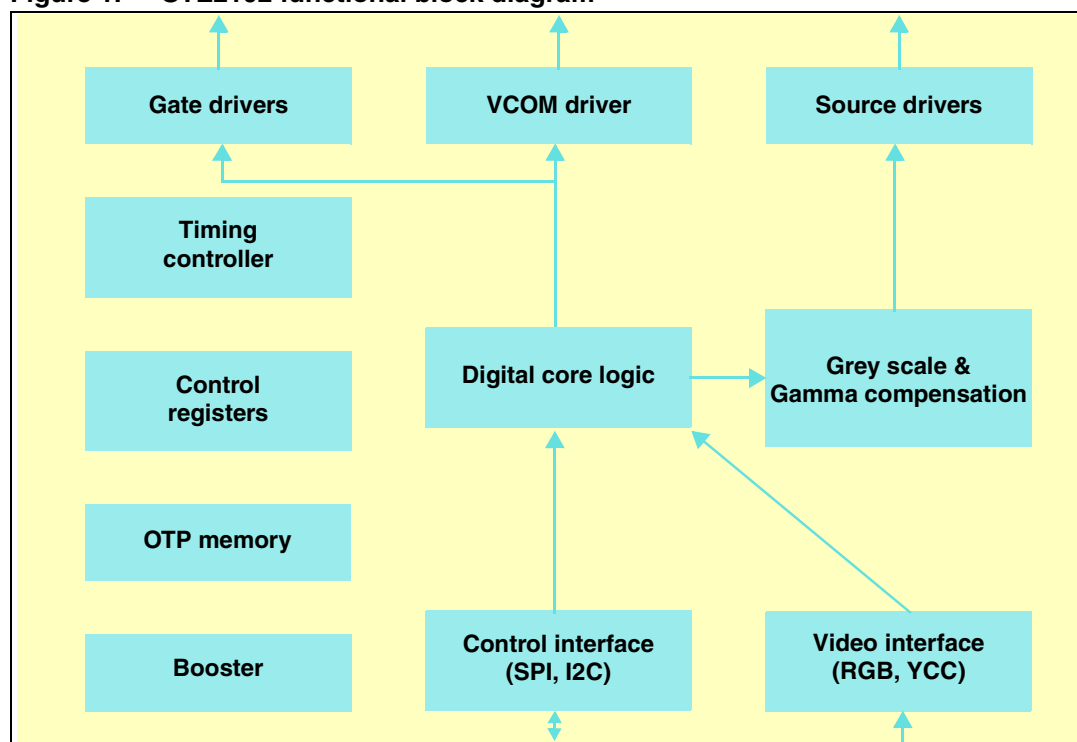 Gate drivers
VCOM driver
Source drivers
Timing
controller
Digital core logic
Grey scale &
Gamma compensation
Control
registers
OTP memory
Control interface
(SPI, I2C)
Video interface
(RGB, YCC)
Booster